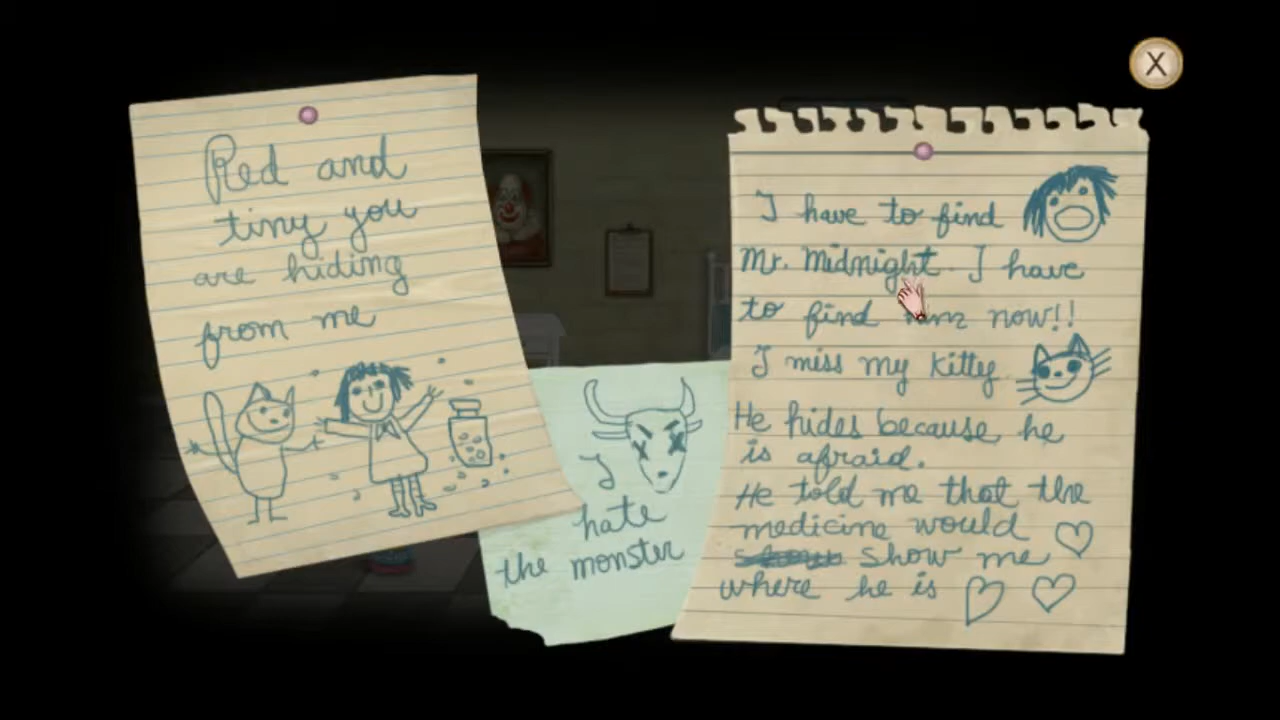 Red and
tiny you
are hiding
from me
I
hate
the monster
I have to find
Mr. Midnight. I have
to find him now!!
I miss my kitty
He hides because he
is afraid.
He told me that the
medicine would
show me
where he is
X